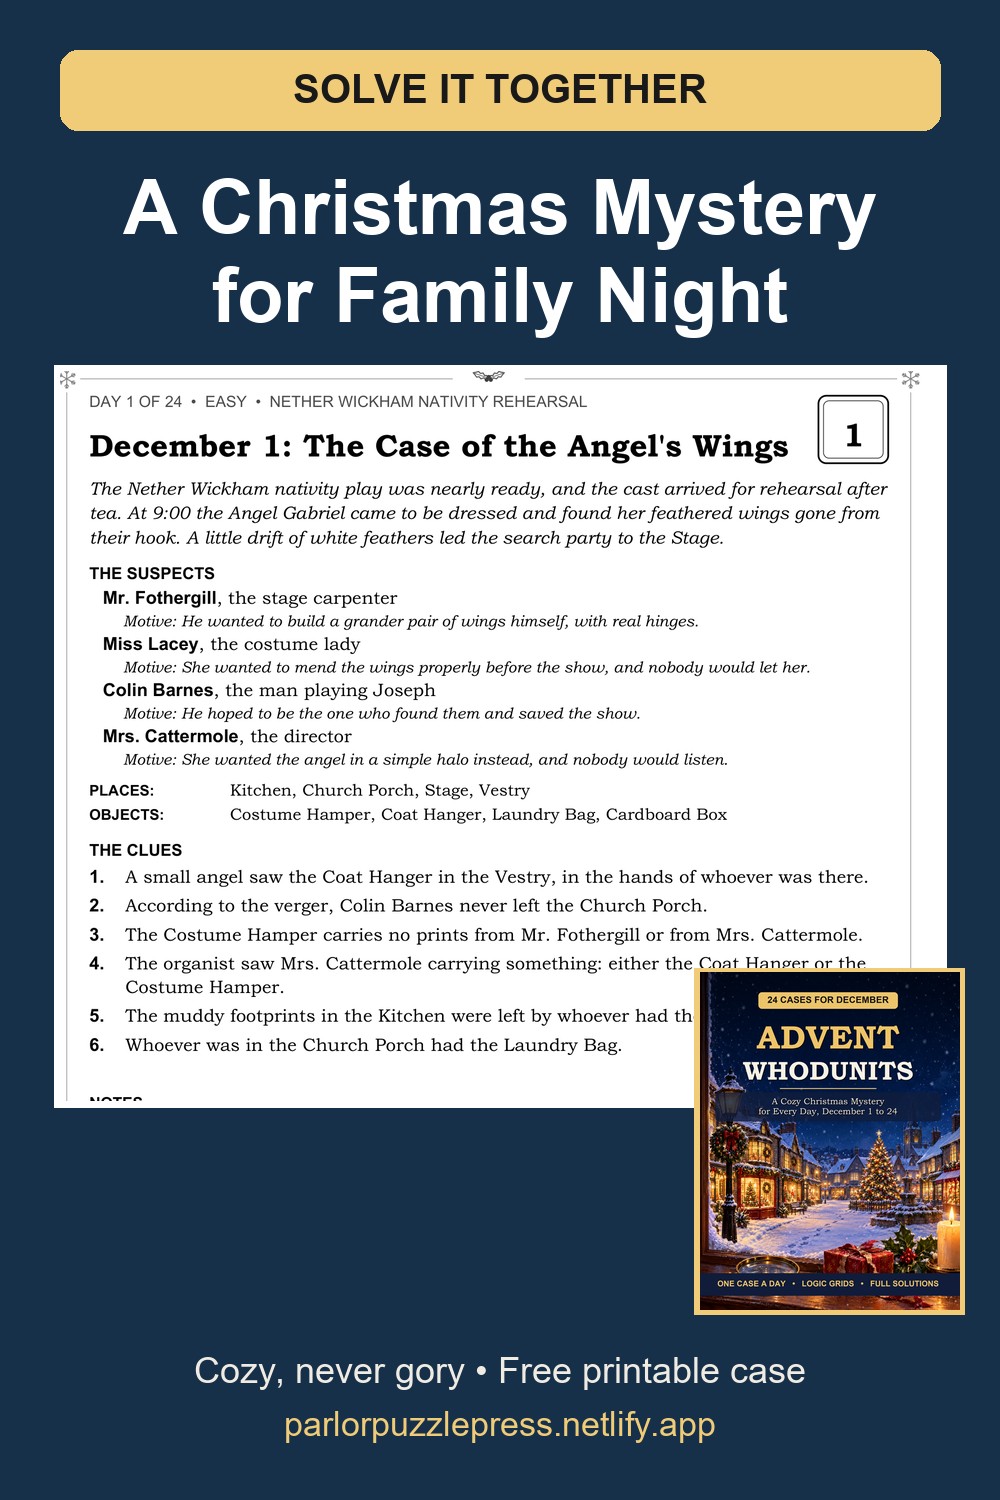 SOLVE IT TOGETHER
A Christmas Mystery
for Family Night
DAY 1 OF 24 • EASY • NETHER WICKHAM NATIVITY REHEARSAL
December 1: The Case of the Angel's Wings
1
The Nether Wickham nativity play was nearly ready, and the cast arrived for rehearsal after
tea. At 9:00 the Angel Gabriel came to be dressed and found her feathered wings gone from
their hook. A little drift of white feathers led the search party to the Stage.
THE SUSPECTS
Mr. Fothergill, the stage carpenter
Motive: He wanted to build a grander pair of wings himself, with real hinges.
Miss Lacey, the costume lady
Motive: She wanted to mend the wings properly before the show, and nobody would let her.
Colin Barnes, the man playing Joseph
Motive: He hoped to be the one who found them and saved the show.
Mrs. Cattermole, the director
Motive: She wanted the angel in a simple halo instead, and nobody would listen.
PLACES: Kitchen, Church Porch, Stage, Vestry
OBJECTS: Costume Hamper, Coat Hanger, Laundry Bag, Cardboard Box
THE CLUES
1. A small angel saw the Coat Hanger in the Vestry, in the hands of whoever was there.
2. According to the verger, Colin Barnes never left the Church Porch.
3. The Costume Hamper carries no prints from Mr. Fothergill or from Mrs. Cattermole.
4. The organist saw Mrs. Cattermole carrying something: either the Coat Hanger or the
Costume Hamper.
5. The muddy footprints in the Kitchen were left by whoever had
6. Whoever was in the Church Porch had the Laundry Bag.
NOTES
24 CASES FOR DECEMBER
ADVENT
WHODUNITS
A Cozy Christmas Mystery
for Every Day, December 1 to 24
ONE CASE A DAY • LOGIC GRIDS • FULL SOLUTIONS
Cozy, never gory • Free printable case
parlorpuzzlepress.netlify.app